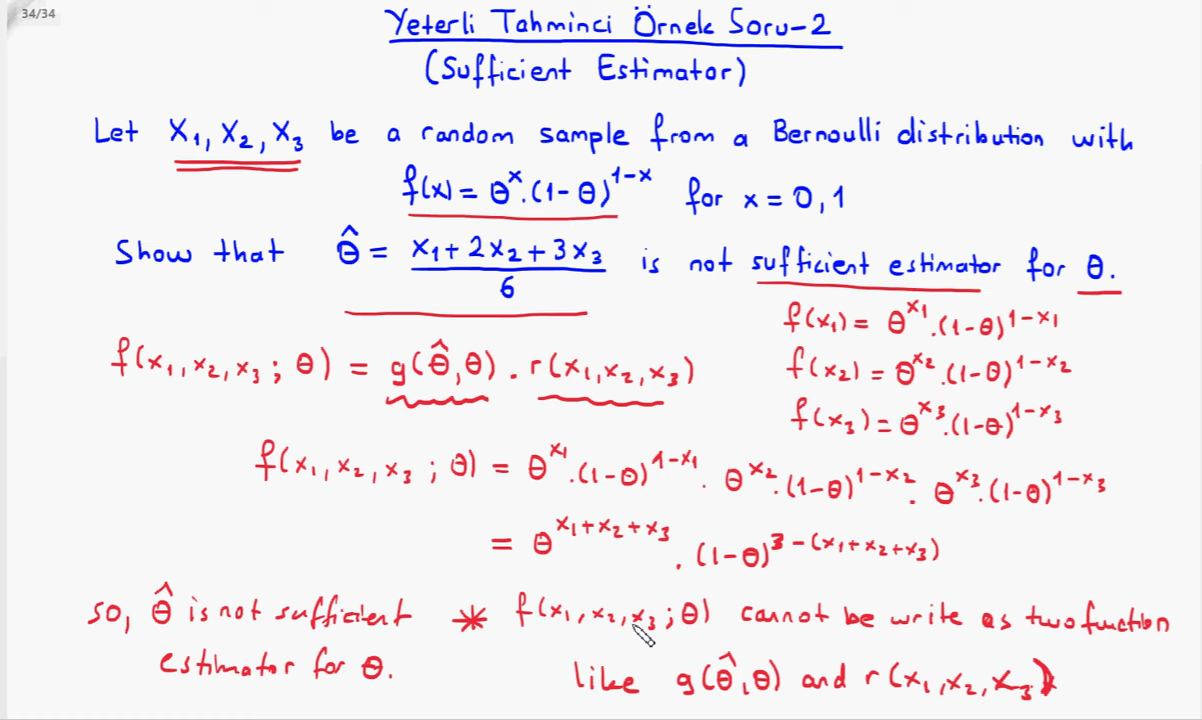 34/34
Yeterli Tahminci Örnek Soru-2
(Sufficient Estimator)
Let X₁, X₂, X₃ be a random sample from a Bernoulli distribution with
f(x) = θˣ.(1-θ)¹⁻ˣ for x = 0,1
Show that θ̂ = (x₁+2x₂+3x₃)/6 is not sufficient estimator for θ.
f(x₁) = θ^x₁.(1-θ)^1-x₁
f(x₁,x₂,x₃;θ) = g(θ̂,θ).r(x₁,x₂,x₃)
f(x₂) = θ^x₂.(1-θ)^1-x₂
f(x₃) = θ^x₃.(1-θ)^1-x₃
f(x₁,x₂,x₃;θ) = θ^x₁.(1-θ)^1-x₁ . θ^x₂.(1-θ)^1-x₂ . θ^x₃.(1-θ)^1-x₃
= θ^x₁+x₂+x₃ . (1-θ)^3-(x₁+x₂+x₃)
so, θ̂ is not sufficient
estimator for θ.
* f(x₁,x₂,x₃;θ) cannot be write as two function
like g(θ̂,θ) and r(x₁,x₂,x₃)